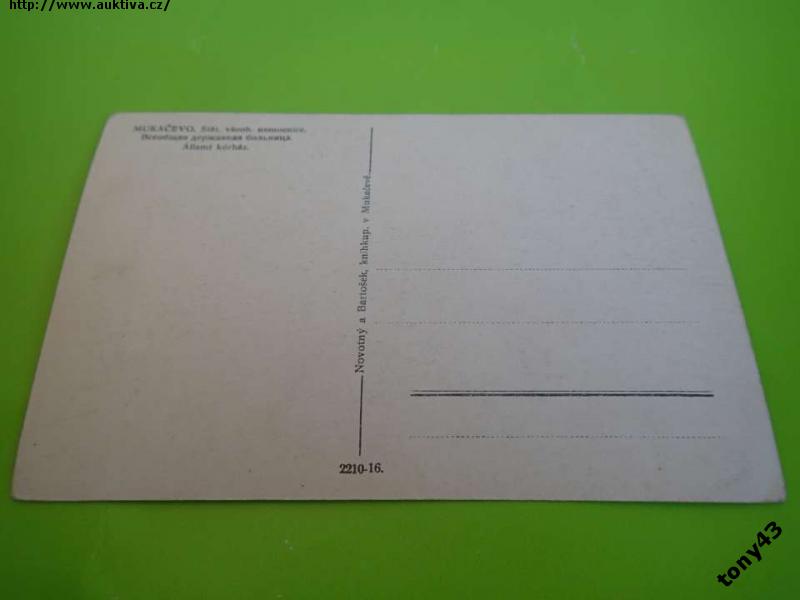 http://www.auktiva.cz/
MUKAČEVO. Stát. všeob. nemocnice.
Всеобщая державная больница.
Állami kórház.
Novotný a Bartošek, knihkup. v Mukačevě.
2210-16.
tony43